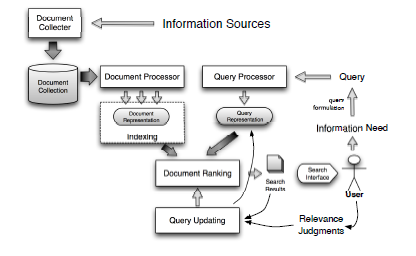 Document
Collecter
Information Sources
Document
Collection
Document Processor
Query Processor
Query
query
formulation
Document
Representation
Indexing
Query
Representation
Information Need
Document Ranking
Search
Results
Search
Interface
User
Query Updating
Relevance
Judgments